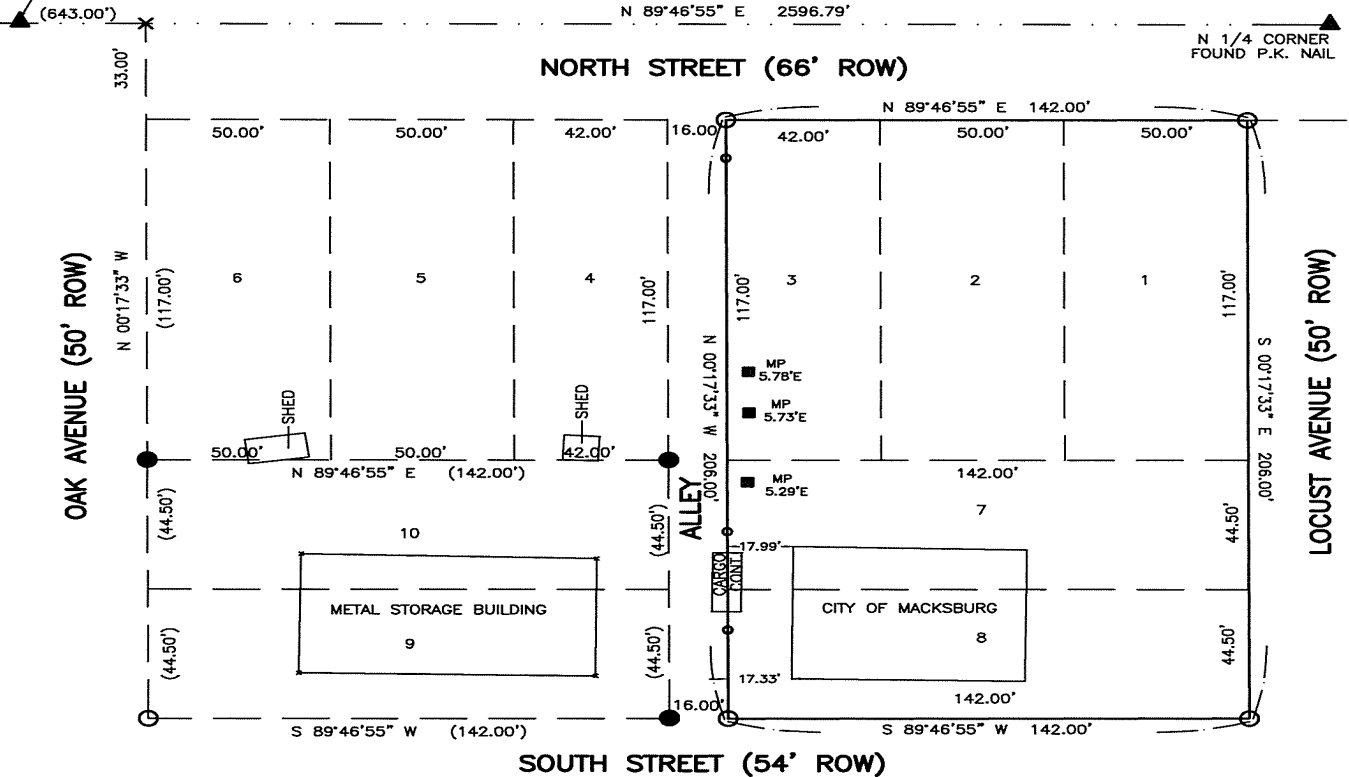 (643.00')
N 89°46'55" E 2596.79'
N 1/4 CORNER
FOUND P.K. NAIL
33.00'
NORTH STREET (66' ROW)
N 89°46'55" E 142.00'
50.00'
50.00'
42.00'
16.00'
42.00'
50.00'
50.00'
OAK AVENUE (50' ROW)
N 00°17'33" W
(117.00')
6
5
4
117.00'
117.00'
3
2
1
117.00'
LOCUST AVENUE (50' ROW)
N 00°17'33" W 206.00'
S 00°17'33" E 206.00'
MP
5.78'E
MP
5.73'E
SHED
SHED
50.00'
50.00'
42.00'
N 89°46'55" E (142.00')
142.00'
MP
5.29'E
ALLEY
7
(44.50')
(44.50')
44.50'
10
17.99'
CARGO
CONT.
METAL STORAGE BUILDING
CITY OF MACKSBURG
9
8
(44.50')
(44.50')
44.50'
17.33'
16.00'
142.00'
S 89°46'55" W (142.00')
S 89°46'55" W 142.00'
SOUTH STREET (54' ROW)